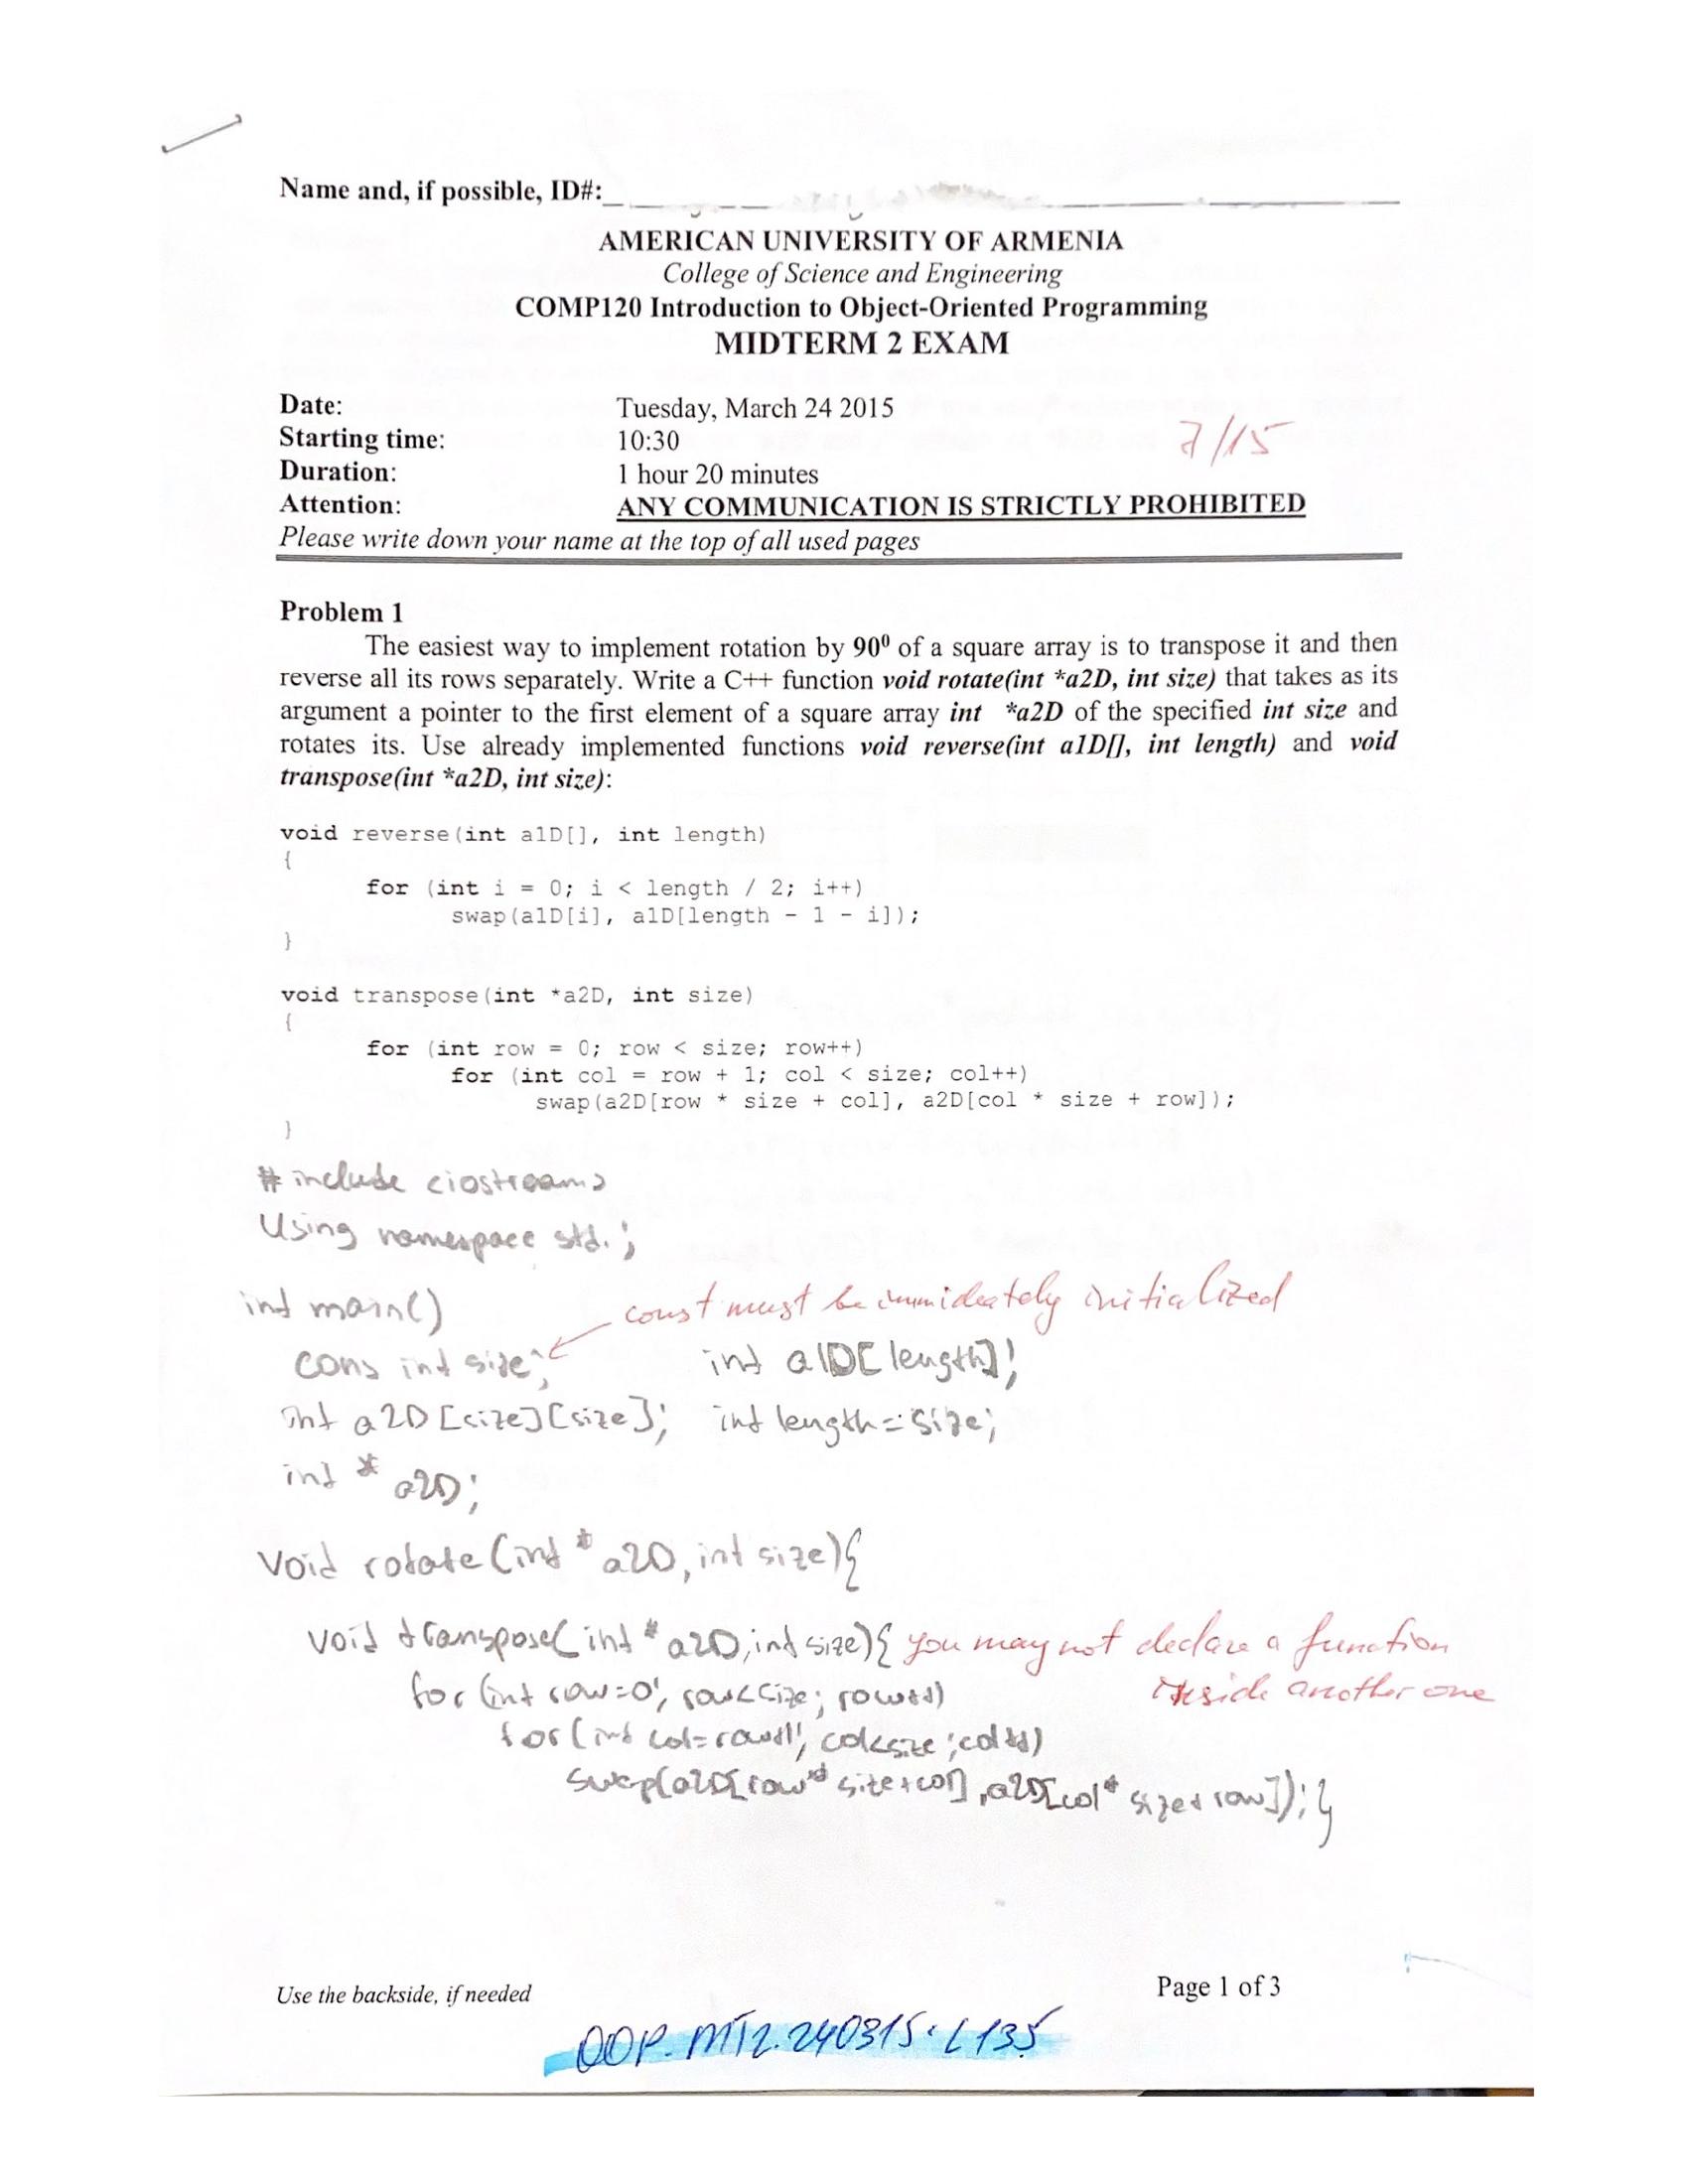 Name and, if possible, ID#:
AMERICAN UNIVERSITY OF ARMENIA
College of Science and Engineering
COMP120 Introduction to Object-Oriented Programming
MIDTERM 2 EXAM
Date: Tuesday, March 24 2015
Starting time: 10:30
7/15
Duration: 1 hour 20 minutes
Attention: ANY COMMUNICATION IS STRICTLY PROHIBITED
Please write down your name at the top of all used pages
Problem 1
The easiest way to implement rotation by 90⁰ of a square array is to transpose it and then
reverse all its rows separately. Write a C++ function void rotate(int *a2D, int size) that takes as its
argument a pointer to the first element of a square array int *a2D of the specified int size and
rotates its. Use already implemented functions void reverse(int a1D[], int length) and void
transpose(int *a2D, int size):
void reverse(int a1D[], int length)
{
for (int i = 0; i < length / 2; i++)
swap(a1D[i], a1D[length - 1 - i]);
}
void transpose(int *a2D, int size)
{
for (int row = 0; row < size; row++)
for (int col = row + 1; col < size; col++)
swap(a2D[row * size + col], a2D[col * size + row]);
}
# include <iostream>
Using namespace std;
int main()
const must be immidiately initialized
cons int size; int a1D[length];
int a2D[size][size]; int length = size;
int * a2D;
void rotate (int * a2D, int size){
void transpose( int * a2D, int size){ you may not declare a function
inside another one
for (int row=0; row<size; row++)
for (int col=row+1; col<size; col++)
swap(a2D[row* size+col], a2D[col* size+row]);}
Use the backside, if needed
Page 1 of 3
OOP.MT2.240315.L135